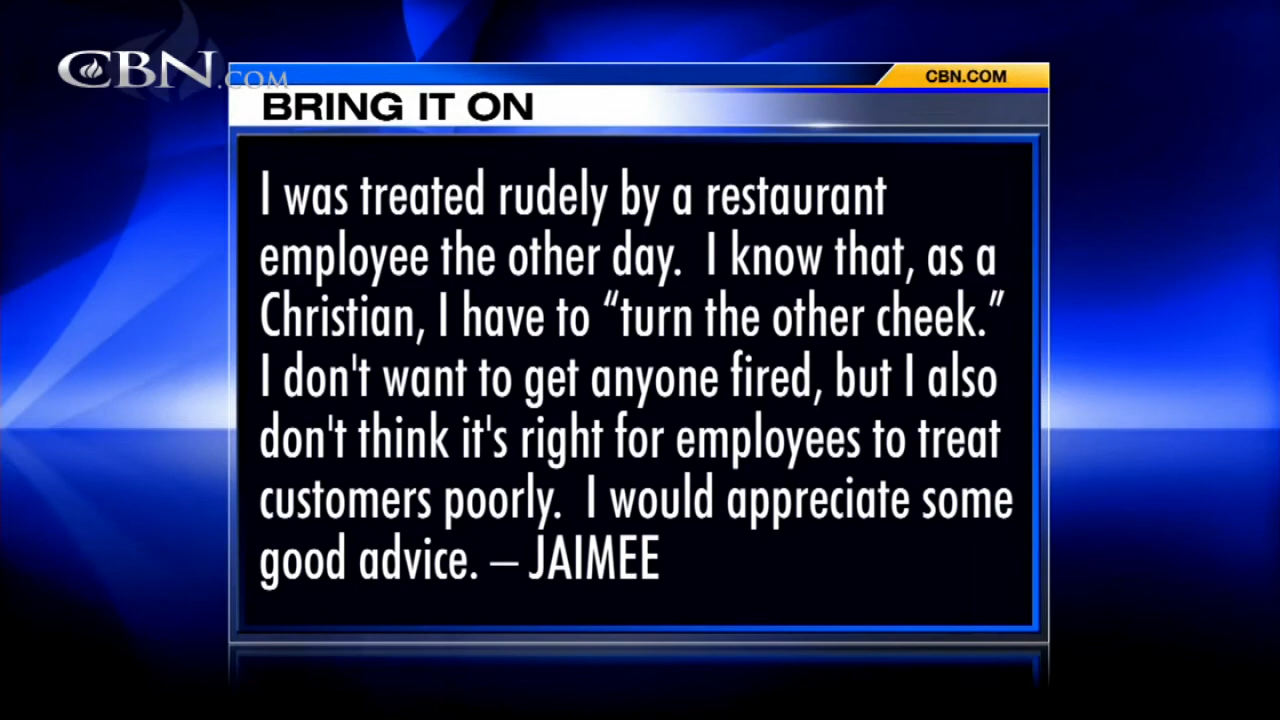 CBN.COM
CBN.COM
BRING IT ON
I was treated rudely by a restaurant
employee the other day.  I know that, as a
Christian, I have to “turn the other cheek.”
I don't want to get anyone fired, but I also
don't think it's right for employees to treat
customers poorly.  I would appreciate some
good advice. – JAIMEE